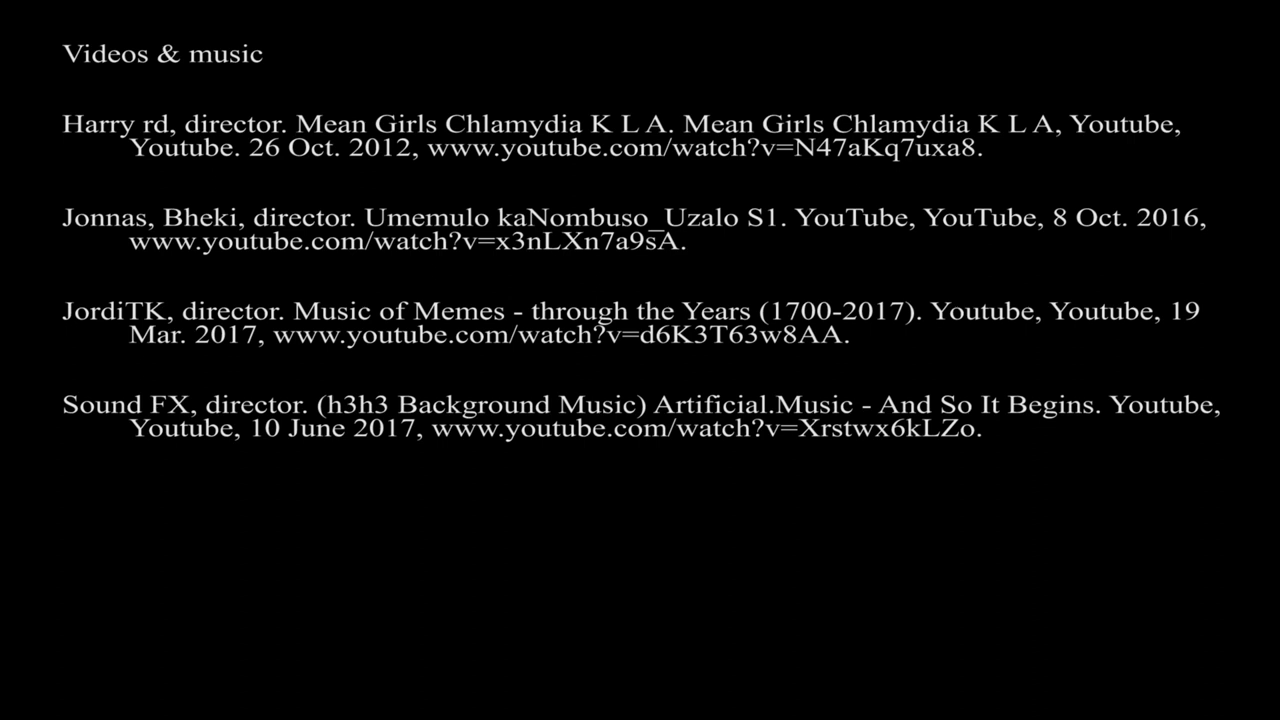 Videos & music
Harry rd, director. Mean Girls Chlamydia K L A. Mean Girls Chlamydia K L A, Youtube,
Youtube. 26 Oct. 2012, www.youtube.com/watch?v=N47aKq7uxa8.
Jonnas, Bheki, director. Umemulo kaNombuso_Uzalo S1. YouTube, YouTube, 8 Oct. 2016,
www.youtube.com/watch?v=x3nLXn7a9sA.
JordiTK, director. Music of Memes - through the Years (1700-2017). Youtube, Youtube, 19
Mar. 2017, www.youtube.com/watch?v=d6K3T63w8AA.
Sound FX, director. (h3h3 Background Music) Artificial.Music - And So It Begins. Youtube,
Youtube, 10 June 2017, www.youtube.com/watch?v=Xrstwx6kLZo.